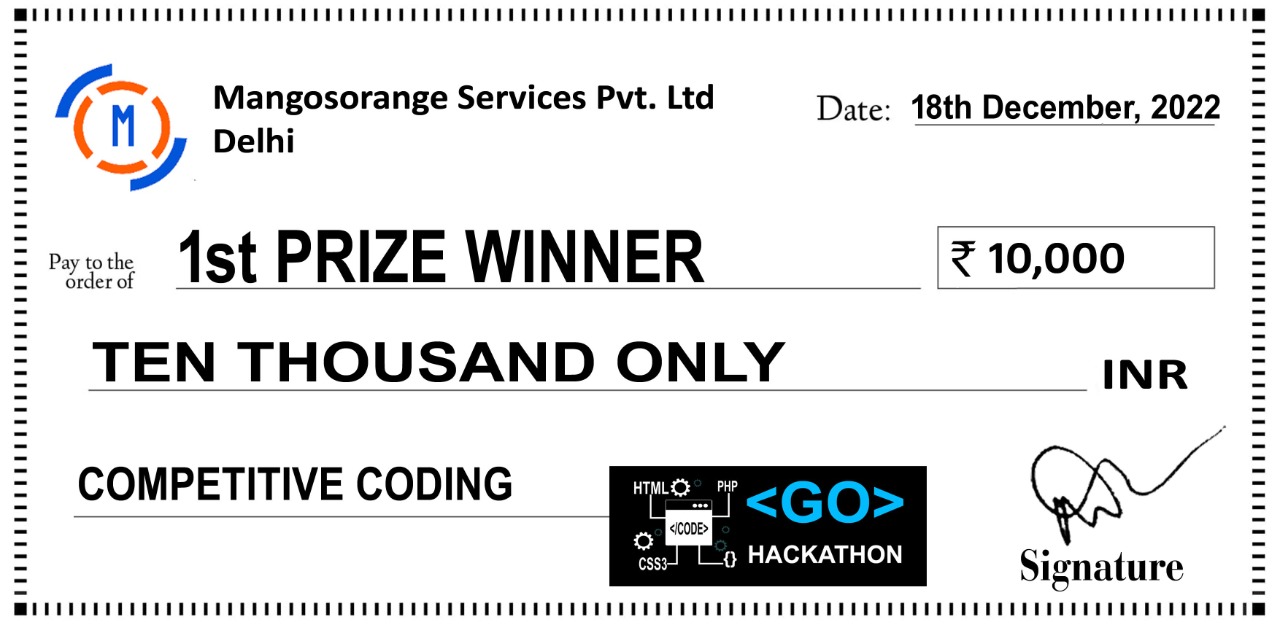 M
Mangosorange Services Pvt. Ltd
Delhi
Date: 18th December, 2022
Pay to the
order of
1st PRIZE WINNER
₹ 10,000
TEN THOUSAND ONLY
INR
COMPETITIVE CODING
HTML
PHP
</CODE>
CSS3
{}
<GO>
HACKATHON
Signature